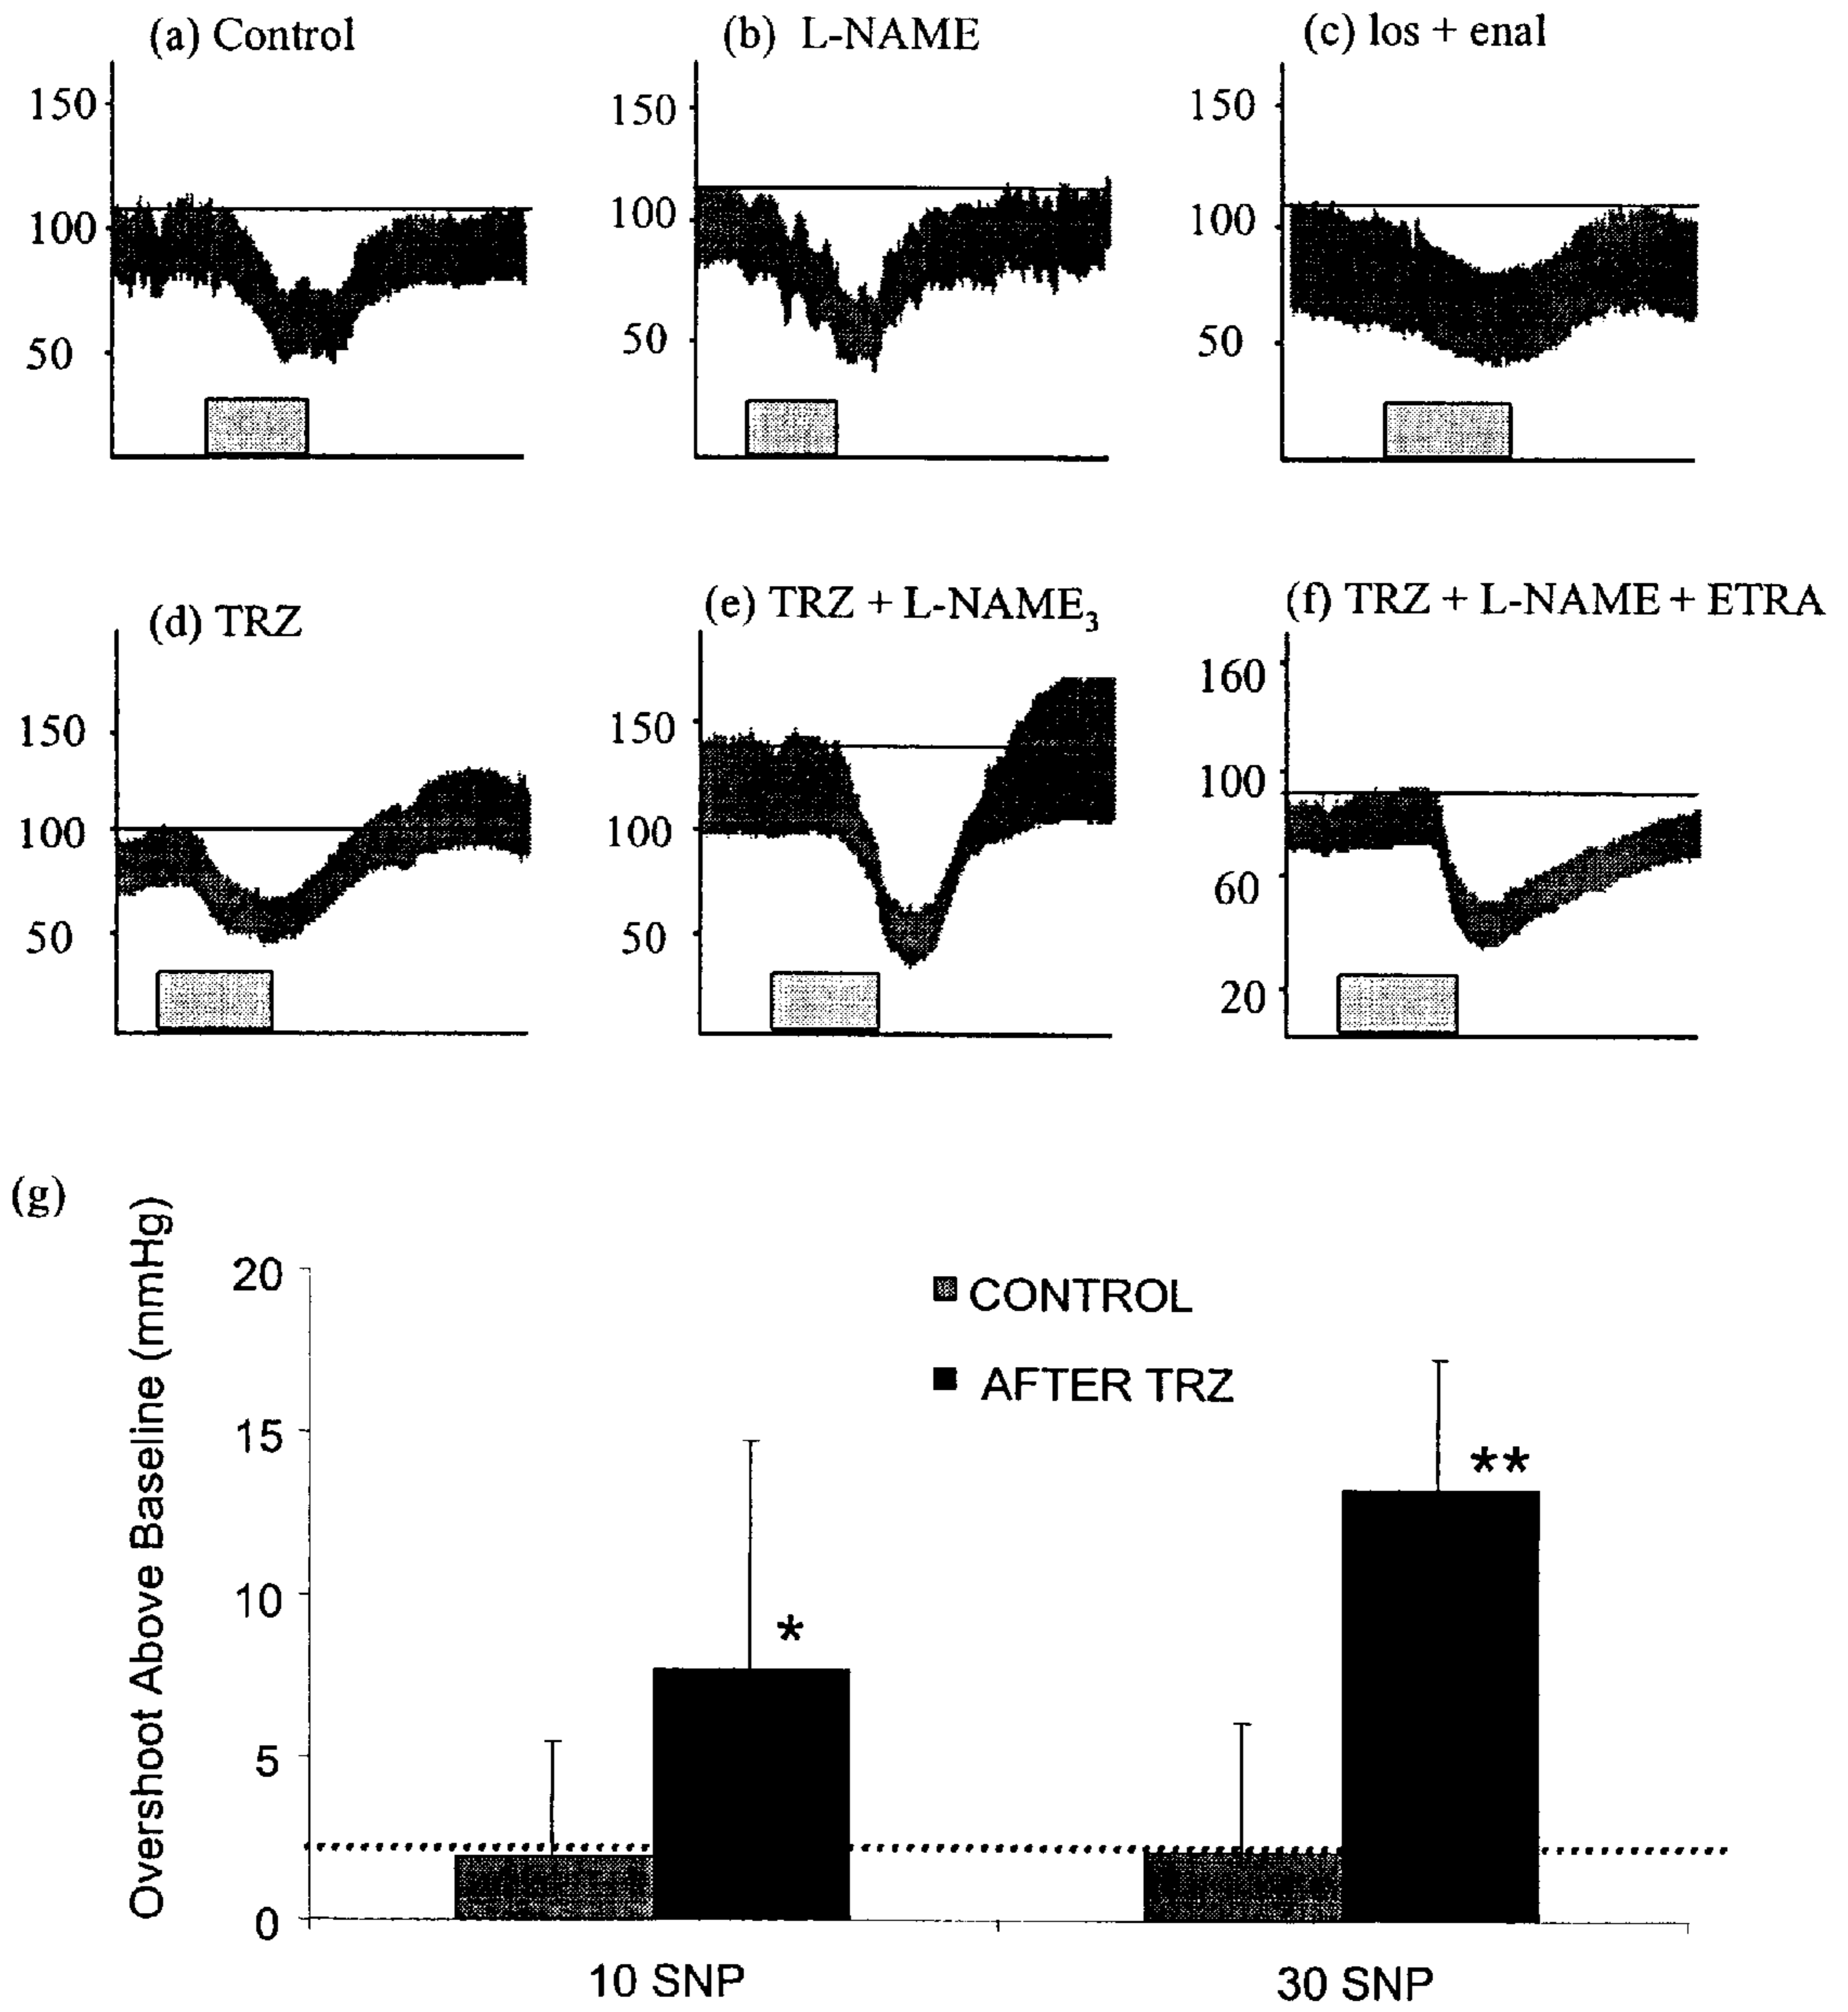 (a) Control
150
100
50
(b) L-NAME
150
100
50
(c) los + enal
150
100
50
(d) TRZ
150
100
50
(e) TRZ + L-NAME3
150
100
50
(f) TRZ + L-NAME + ETRA
160
100
60
20
(g)
Overshoot Above Baseline (mmHg)
20
15
10
5
0
CONTROL
AFTER TRZ
*
**
10 SNP
30 SNP